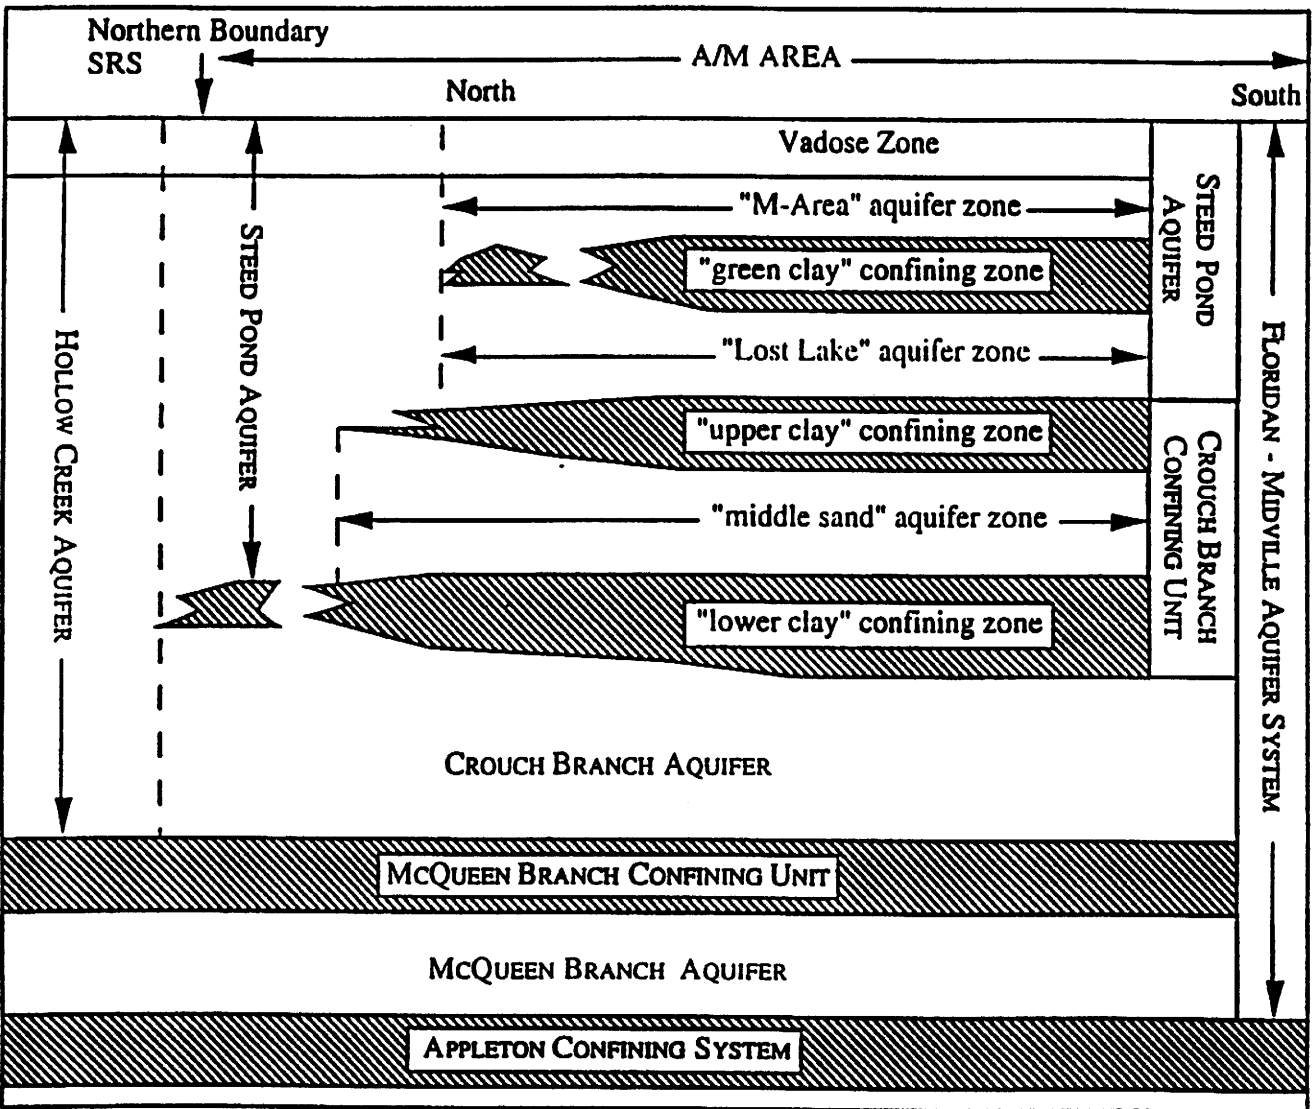 Northern Boundary
SRS
A/M AREA
North
South
Vadose Zone
"M-Area" aquifer zone
"green clay" confining zone
"Lost Lake" aquifer zone
"upper clay" confining zone
"middle sand" aquifer zone
"lower clay" confining zone
HOLLOW CREEK AQUIFER
STEED POND AQUIFER
STEED POND
AQUIFER
CROUCH BRANCH
CONFINING UNIT
FLORIDAN - MIDVILLE AQUIFER SYSTEM
CROUCH BRANCH AQUIFER
MCQUEEN BRANCH CONFINING UNIT
MCQUEEN BRANCH AQUIFER
APPLETON CONFINING SYSTEM